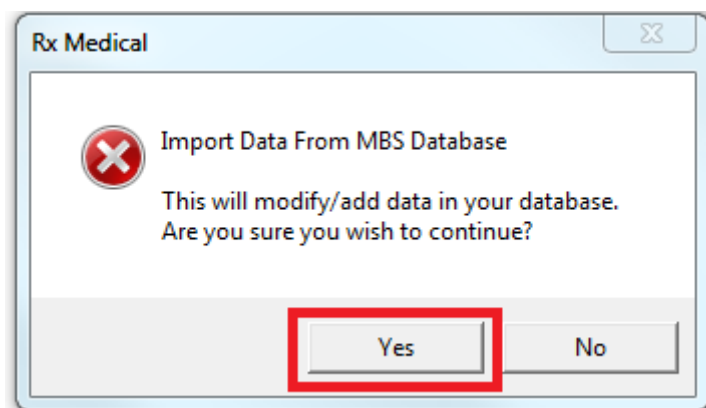 Rx Medical
Import Data From MBS Database
This will modify/add data in your database.
Are you sure you wish to continue?
Yes
No